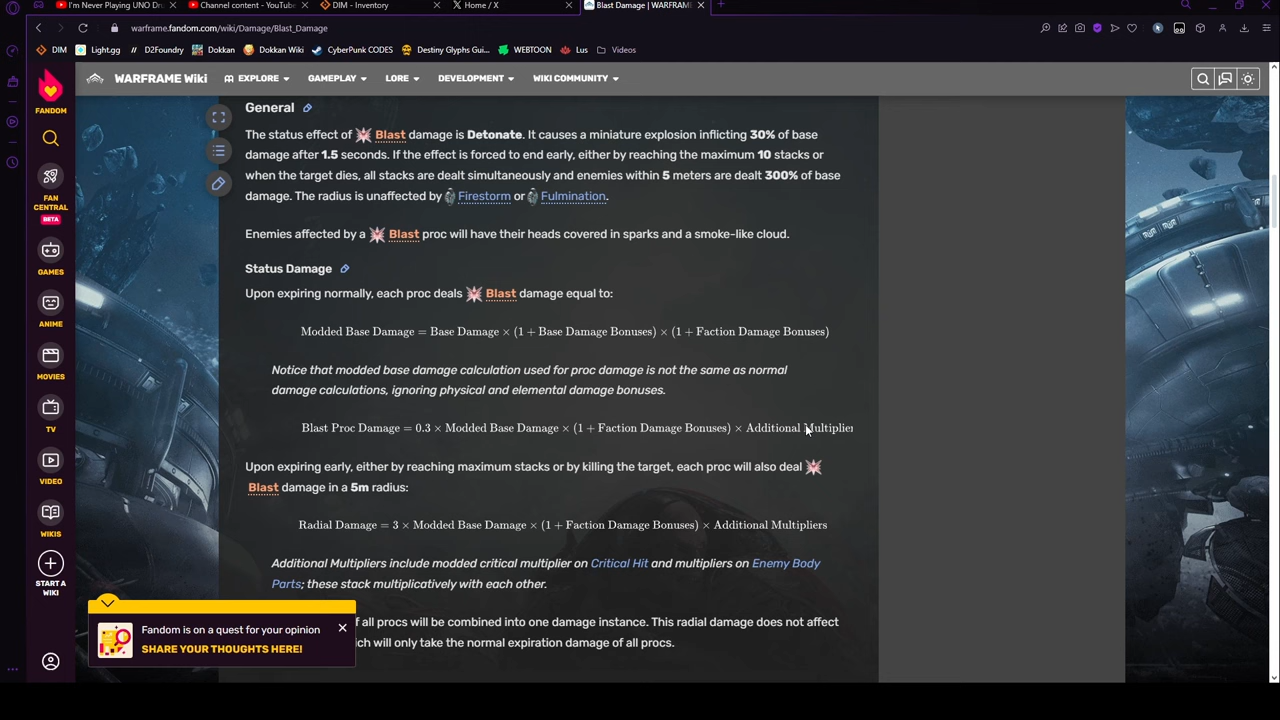 I'm Never Playing UNO Dru
Channel content - YouTub
DIM - Inventory
Home / X
Blast Damage | WARFRAM
warframe.fandom.com/wiki/Damage/Blast_Damage
DIM
Light.gg
D2Foundry
Dokkan
Dokkan Wiki
CyberPunk CODES
Destiny Glyphs Gui...
WEBTOON
Lus
Videos
WARFRAME Wiki
EXPLORE
GAMEPLAY
LORE
DEVELOPMENT
WIKI COMMUNITY
FANDOM
FAN
CENTRAL
BETA
GAMES
ANIME
MOVIES
TV
VIDEO
WIKIS
START A
WIKI
General
The status effect of Blast damage is Detonate. It causes a miniature explosion inflicting 30% of base
damage after 1.5 seconds. If the effect is forced to end early, either by reaching the maximum 10 stacks or
when the target dies, all stacks are dealt simultaneously and enemies within 5 meters are dealt 300% of base
damage. The radius is unaffected by Firestorm or Fulmination.
Enemies affected by a Blast proc will have their heads covered in sparks and a smoke-like cloud.
Status Damage
Upon expiring normally, each proc deals Blast damage equal to:
Modded Base Damage = Base Damage × (1 + Base Damage Bonuses) × (1 + Faction Damage Bonuses)
Notice that modded base damage calculation used for proc damage is not the same as normal
damage calculations, ignoring physical and elemental damage bonuses.
Blast Proc Damage = 0.3 × Modded Base Damage × (1 + Faction Damage Bonuses) × Additional Multiplier
Upon expiring early, either by reaching maximum stacks or by killing the target, each proc will also deal
Blast damage in a 5m radius:
Radial Damage = 3 × Modded Base Damage × (1 + Faction Damage Bonuses) × Additional Multipliers
Additional Multipliers include modded critical multiplier on Critical Hit and multipliers on Enemy Body
Parts; these stack multiplicatively with each other.
f all procs will be combined into one damage instance. This radial damage does not affect
ich will only take the normal expiration damage of all procs.
Fandom is on a quest for your opinion
SHARE YOUR THOUGHTS HERE!